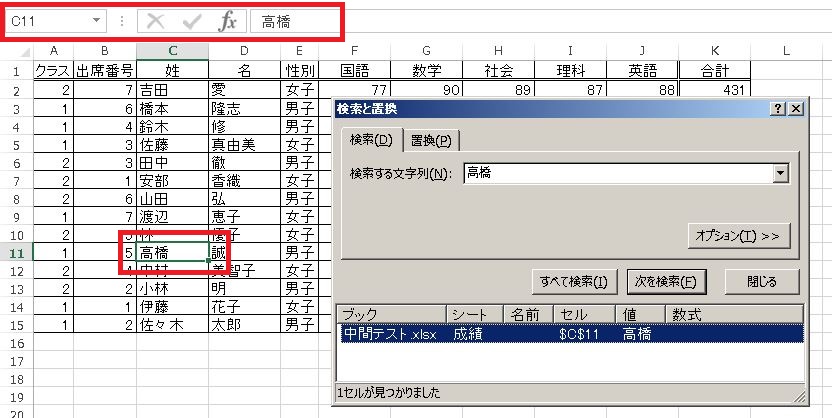 C11 fx 高橋
A B C D E F G H I J K L
1 クラス 出席番号 姓 名 性別 国語 数学 社会 理科 英語 合計
2 2 7 吉田 愛 女子 77 90 89 87 88 431
3 1 6 橋本 隆志 男子
4 1 4 鈴木 修 男子
5 1 3 佐藤 真由美 女子
6 2 3 田中 徹 男子
7 2 1 安部 香織 女子
8 2 6 山田 弘 男子
9 1 7 渡辺 恵子 女子
10 2 5 林 優子 女子
11 1 5 高橋 誠 男子
12 2 4 中村 美智子 女子
13 2 2 小林 明 男子
14 1 1 伊藤 花子 女子
15 1 2 佐々木 太郎 男子
16
17
18
19
20
検索と置換
検索(D) 置換(P)
検索する文字列(N): 高橋
オプション(T) >>
すべて検索(I) 次を検索(F) 閉じる
ブック シート 名前 セル 値 数式
中間テスト.xlsx 成績 $C$11 高橋
1セルが見つかりました